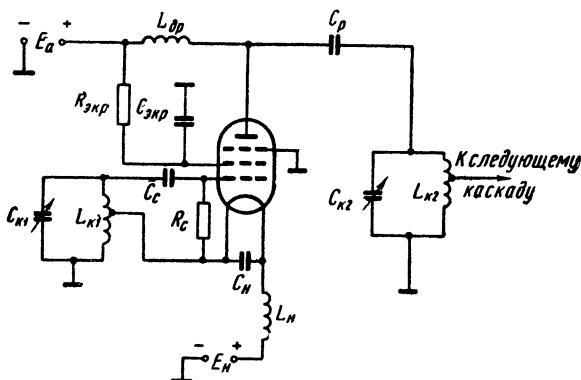 Lдр
Cр
− Eа +
Rэкр
Cэкр
К следующему
каскаду
Cк1
Lк1
Cс
Rс
Cк2
Lк2
Cн
Lн
− Eн +